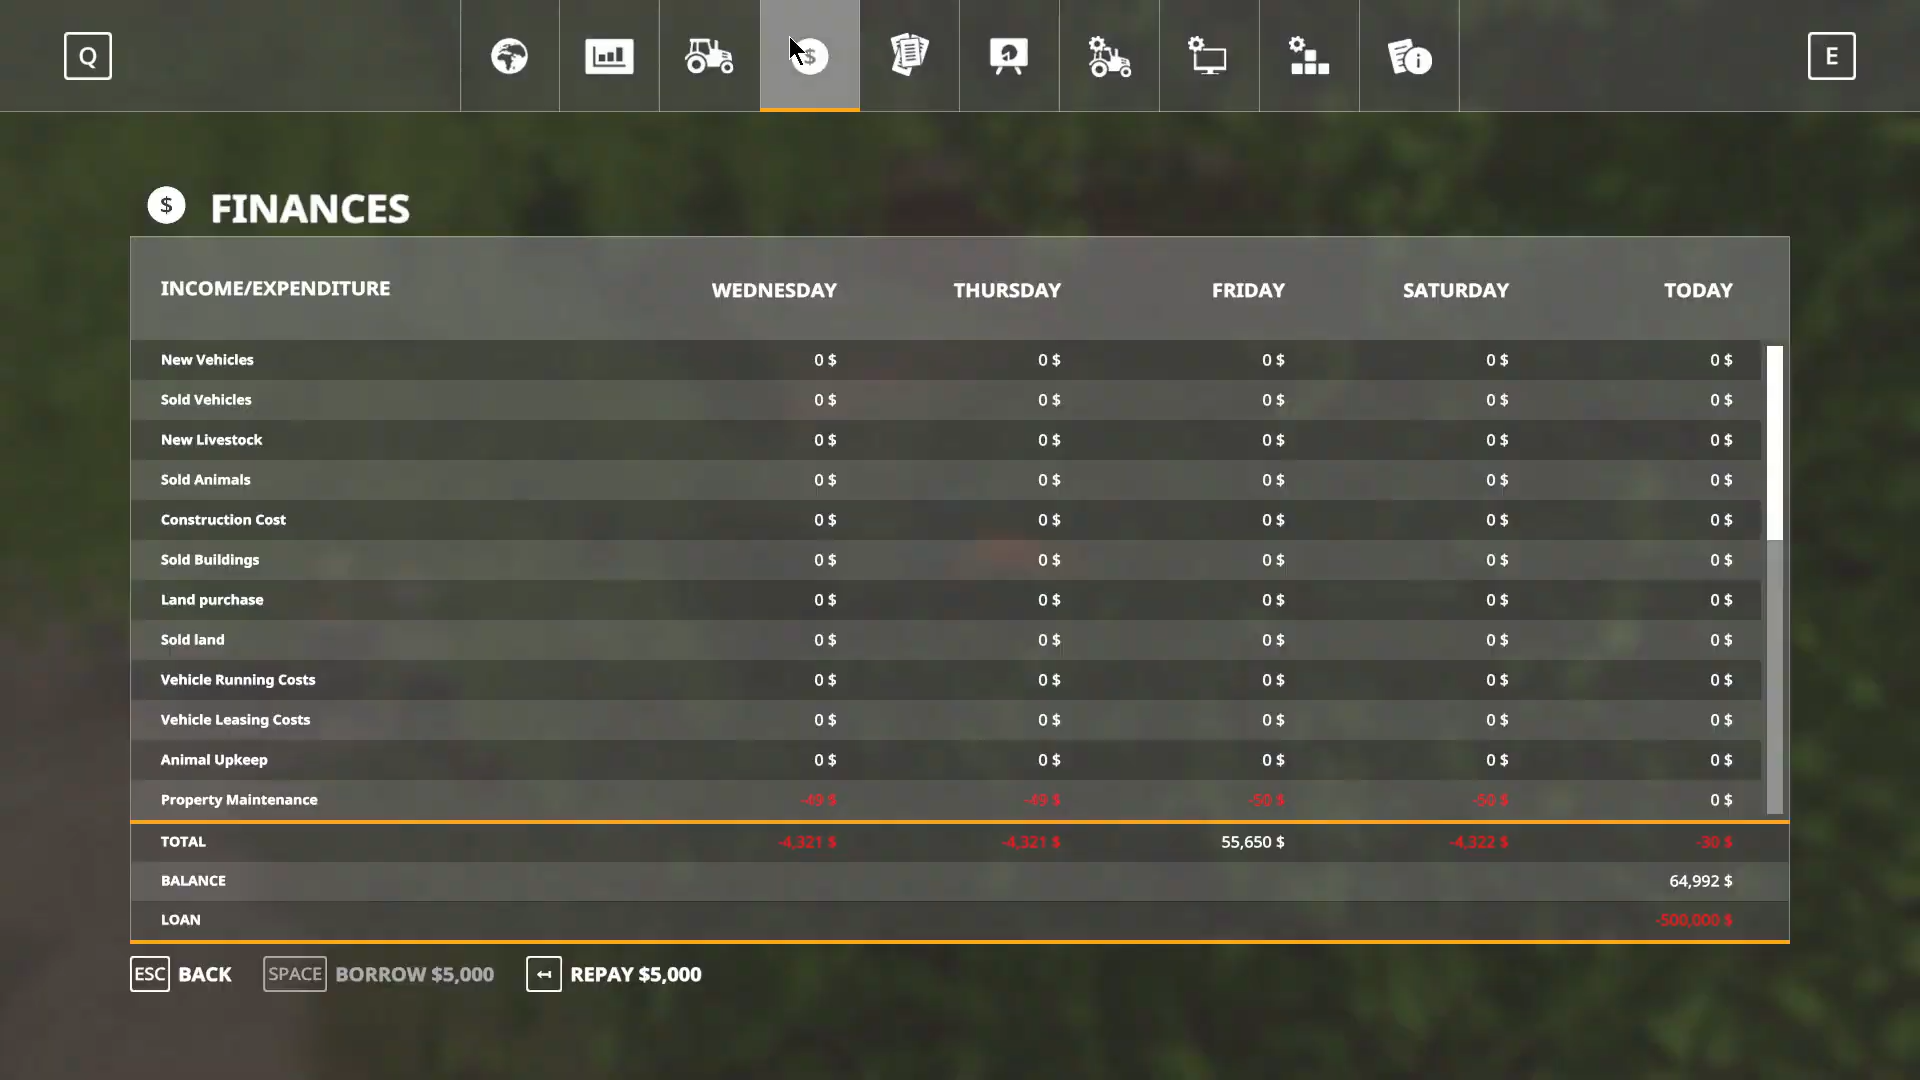 Q
$
E
$ FINANCES
INCOME/EXPENDITURE WEDNESDAY THURSDAY FRIDAY SATURDAY TODAY
New Vehicles 0 $ 0 $ 0 $ 0 $ 0 $
Sold Vehicles 0 $ 0 $ 0 $ 0 $ 0 $
New Livestock 0 $ 0 $ 0 $ 0 $ 0 $
Sold Animals 0 $ 0 $ 0 $ 0 $ 0 $
Construction Cost 0 $ 0 $ 0 $ 0 $ 0 $
Sold Buildings 0 $ 0 $ 0 $ 0 $ 0 $
Land purchase 0 $ 0 $ 0 $ 0 $ 0 $
Sold land 0 $ 0 $ 0 $ 0 $ 0 $
Vehicle Running Costs 0 $ 0 $ 0 $ 0 $ 0 $
Vehicle Leasing Costs 0 $ 0 $ 0 $ 0 $ 0 $
Animal Upkeep 0 $ 0 $ 0 $ 0 $ 0 $
Property Maintenance -49 $ -49 $ -50 $ -50 $ 0 $
TOTAL -4,321 $ -4,321 $ 55,650 $ -4,322 $ -30 $
BALANCE 64,992 $
LOAN -500,000 $
ESC BACK SPACE BORROW $5,000 REPAY $5,000